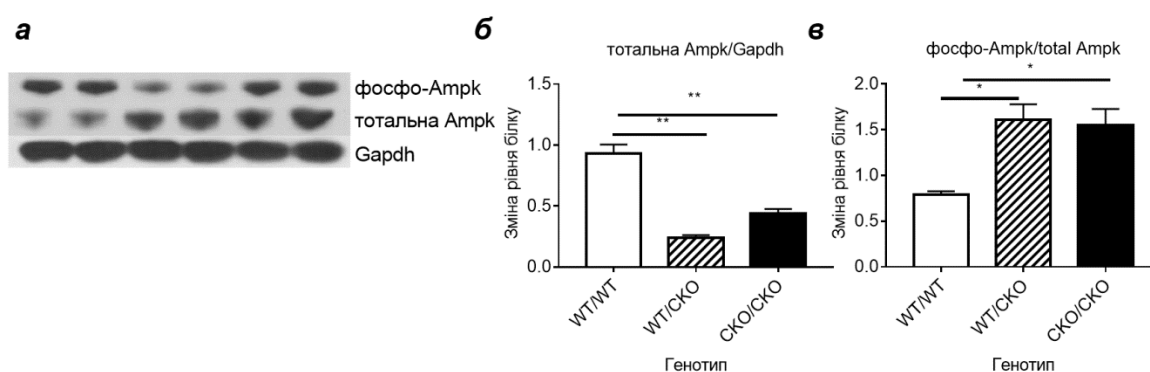 а
фосфо-Ampk
тотальна Ampk
Gapdh
б
тотальна Ampk/Gapdh
Зміна рівня білку
1.5
1.0
0.5
0.0
**
**
WT/WT
WT/CKO
CKO/CKO
Генотип
в
фосфо-Ampk/total Ampk
Зміна рівня білку
2.0
1.5
1.0
0.5
0.0
*
*
WT/WT
WT/CKO
CKO/CKO
Генотип